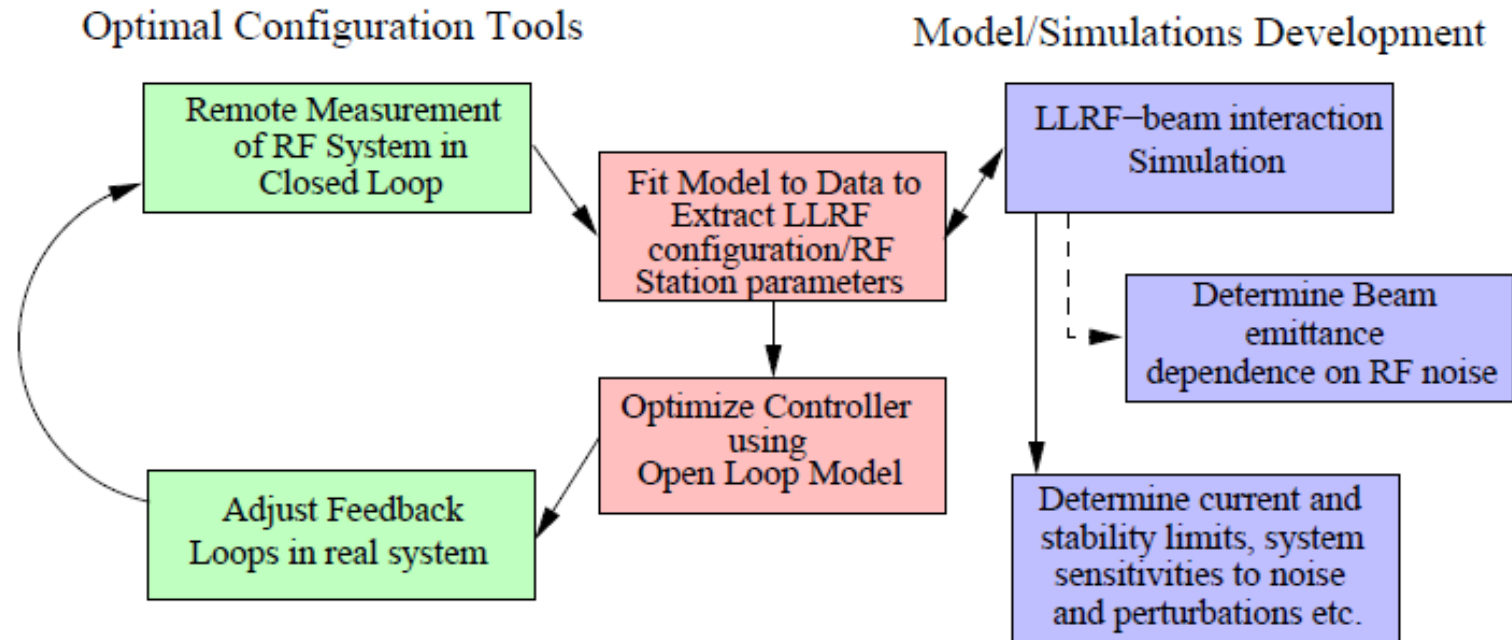 Optimal Configuration Tools
Model/Simulations Development
Remote Measurement
of RF System in
Closed Loop
Fit Model to Data to
Extract LLRF
configuration/RF
Station parameters
LLRF−beam interaction
Simulation
Determine Beam
emittance
dependence on RF noise
Optimize Controller
using
Open Loop Model
Adjust Feedback
Loops in real system
Determine current and
stability limits, system
sensitivities to noise
and perturbations etc.